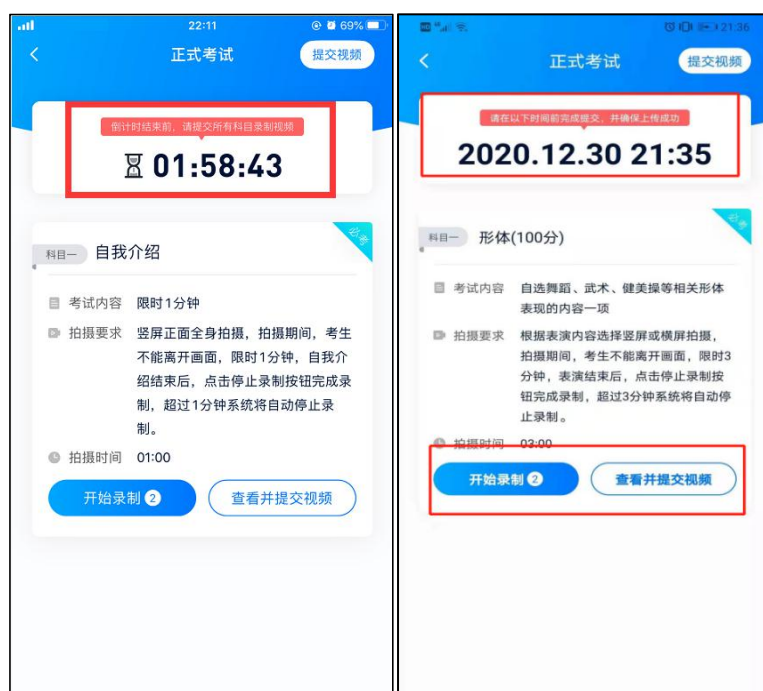 22:11
69%
正式考试
提交视频
倒计时结束前，请提交所有科目录制视频
01:58:43
必考
科目一
自我介绍
考试内容
限时1分钟
拍摄要求
竖屏正面全身拍摄，拍摄期间，考生
不能离开画面，限时1分钟，自我介
绍结束后，点击停止录制按钮完成录
制，超过1分钟系统将自动停止录
制。
拍摄时间
01:00
开始录制 2
查看并提交视频
21:36
正式考试
提交视频
请在以下时间前完成提交，并确保上传成功
2020.12.30 21:35
必考
科目一
形体(100分)
考试内容
自选舞蹈、武术、健美操等相关形体
表现的内容一项
拍摄要求
根据表演内容选择竖屏或横屏拍摄，
拍摄期间，考生不能离开画面，限时3
分钟，表演结束后，点击停止录制按
钮完成录制，超过3分钟系统将自动停
止录制。
拍摄时间
03:00
开始录制 2
查看并提交视频